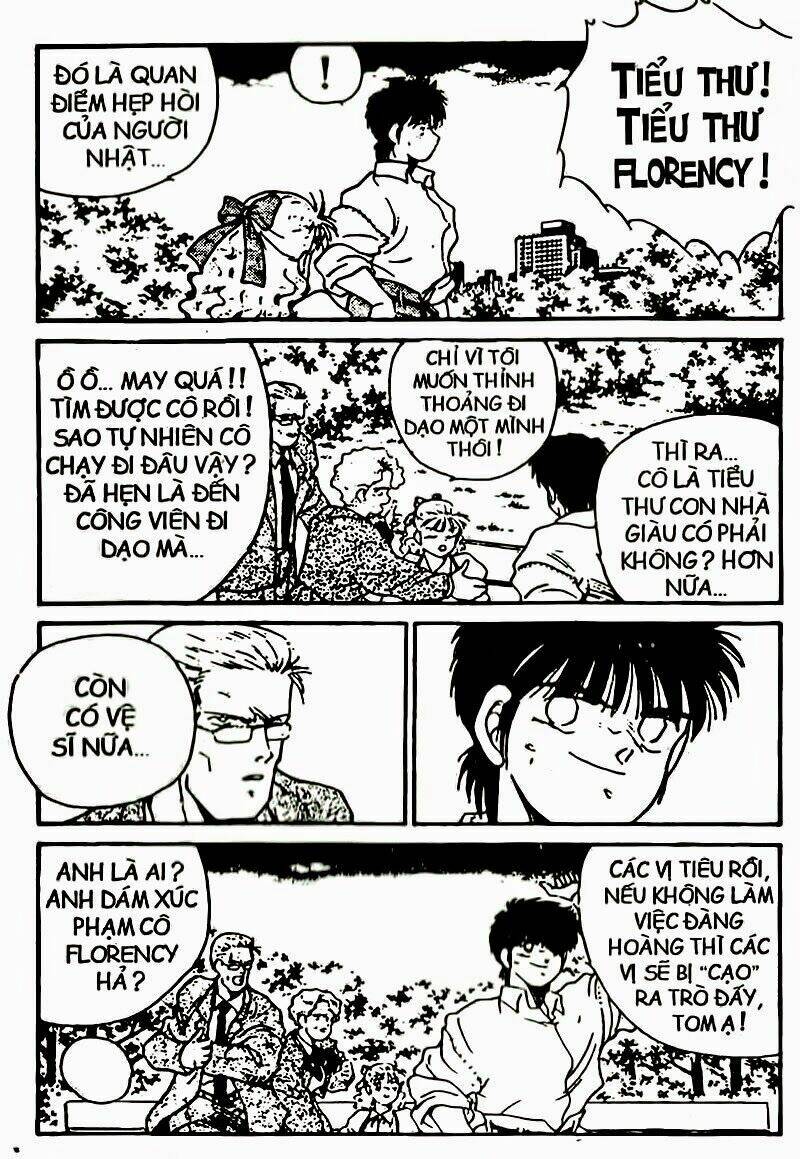 ĐÓ LÀ QUAN
ĐIỂM HẸP HÒI
CỦA NGƯỜI
NHẬT...
!
TIỂU THƯ!
TIỂU THƯ
FLORENCY!
Ồ Ồ... MAY QUÁ!!
TÌM ĐƯỢC CÔ RỒI!
SAO TỰ NHIÊN CÔ
CHẠY ĐI ĐÂU VẬY?
ĐÃ HẸN LÀ ĐẾN
CÔNG VIÊN ĐI
DẠO MÀ...
CHỈ VÌ TÔI
MUỐN THỈNH
THOẢNG ĐI
DẠO MỘT MÌNH
THÔI!
THÌ RA...
CÔ LÀ TIỂU
THƯ CON NHÀ
GIÀU CÓ PHẢI
KHÔNG? HƠN
NỮA...
CÒN
CÓ VỆ
SĨ NỮA...
ANH LÀ AI?
ANH DÁM XÚC
PHẠM CÔ
FLORENCY
HẢ?
CÁC VỊ TIÊU RỒI,
NẾU KHÔNG LÀM
VIỆC ĐÀNG
HOÀNG THÌ CÁC
VỊ SẼ BỊ “CẠO”
RA TRÒ ĐẤY,
TOM Ạ!